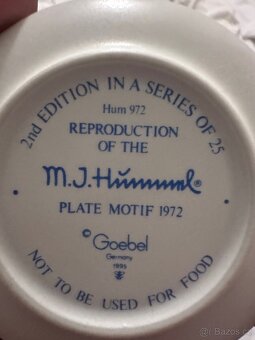 2nd EDITION IN A SERIES OF 25
Hum 972
REPRODUCTION
OF THE
M.J.Hümmel®
PLATE MOTIF 1972
© Goebel
Germany
1995
NOT TO BE USED FOR FOOD